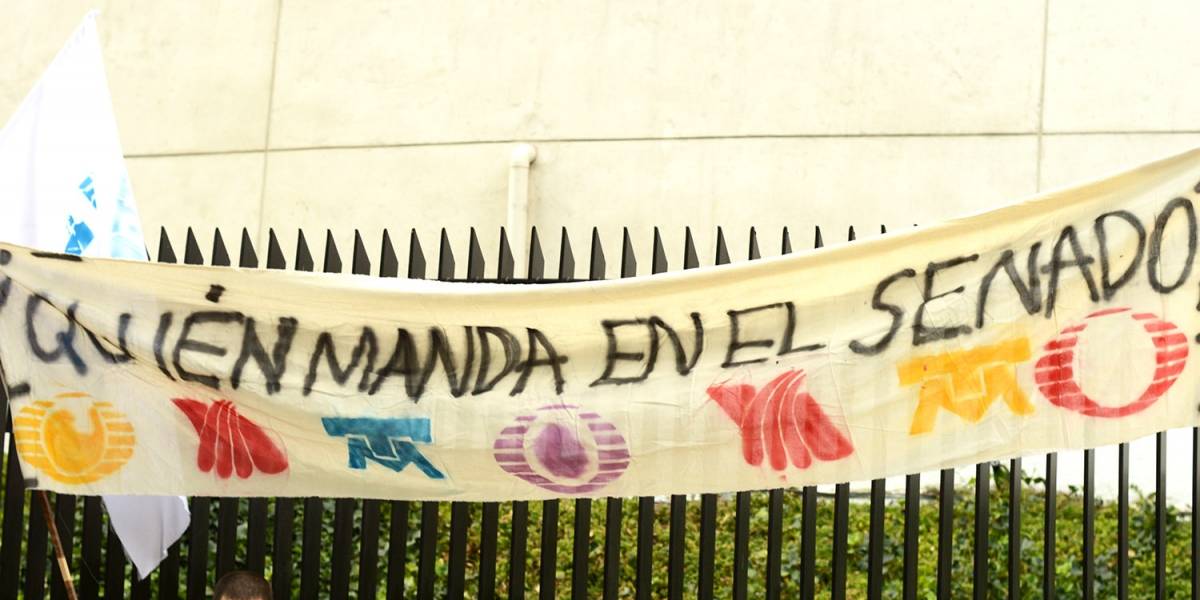 ¿QUIÉN MANDA EN EL SENADO